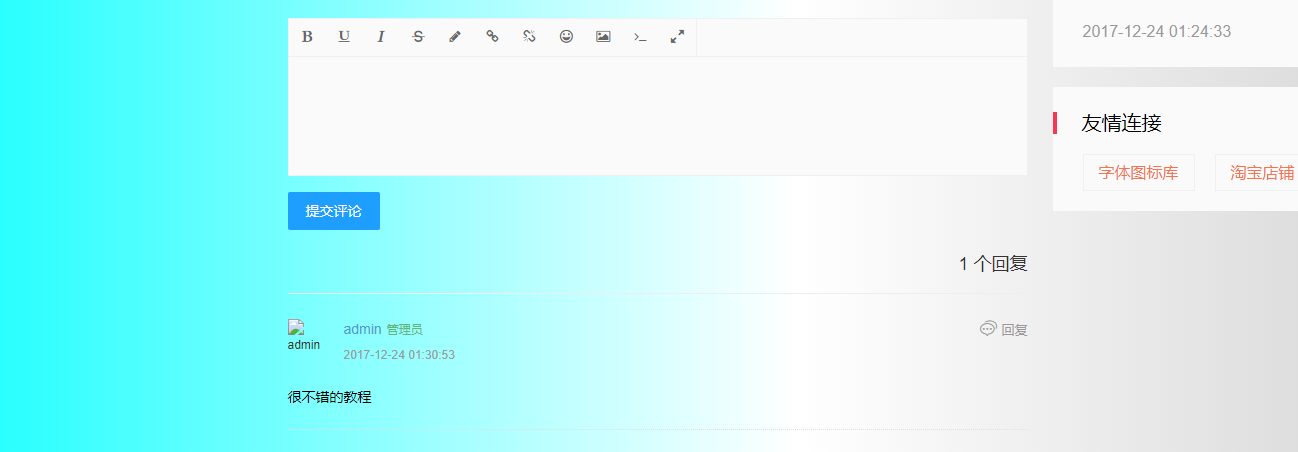 B U I S
提交评论
1 个回复
admin
admin 管理员
2017-12-24 01:30:53
回复
很不错的教程
2017-12-24 01:24:33
友情连接
字体图标库
淘宝店铺